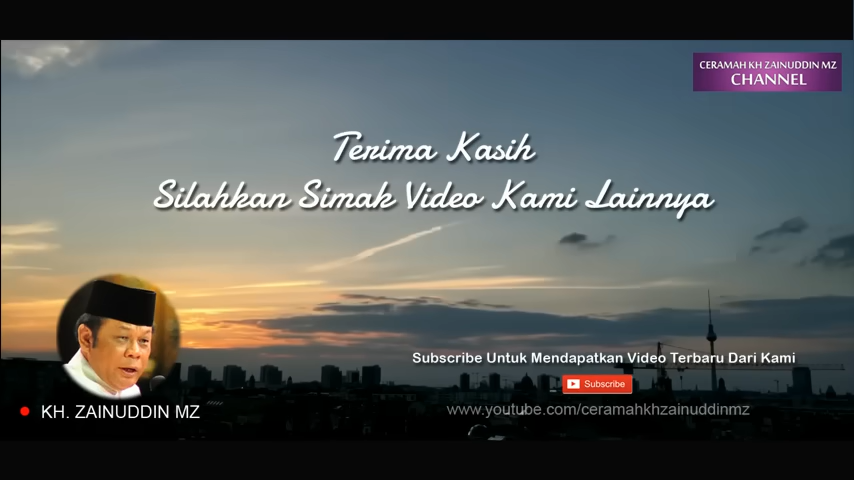 CERAMAH KH ZAINUDDIN MZ
CHANNEL
Terima Kasih
Silahkan Simak Video Kami Lainnya
Subscribe Untuk Mendapatkan Video Terbaru Dari Kami
Subscribe
KH. ZAINUDDIN MZ
www.youtube.com/ceramahkhzainuddinmz